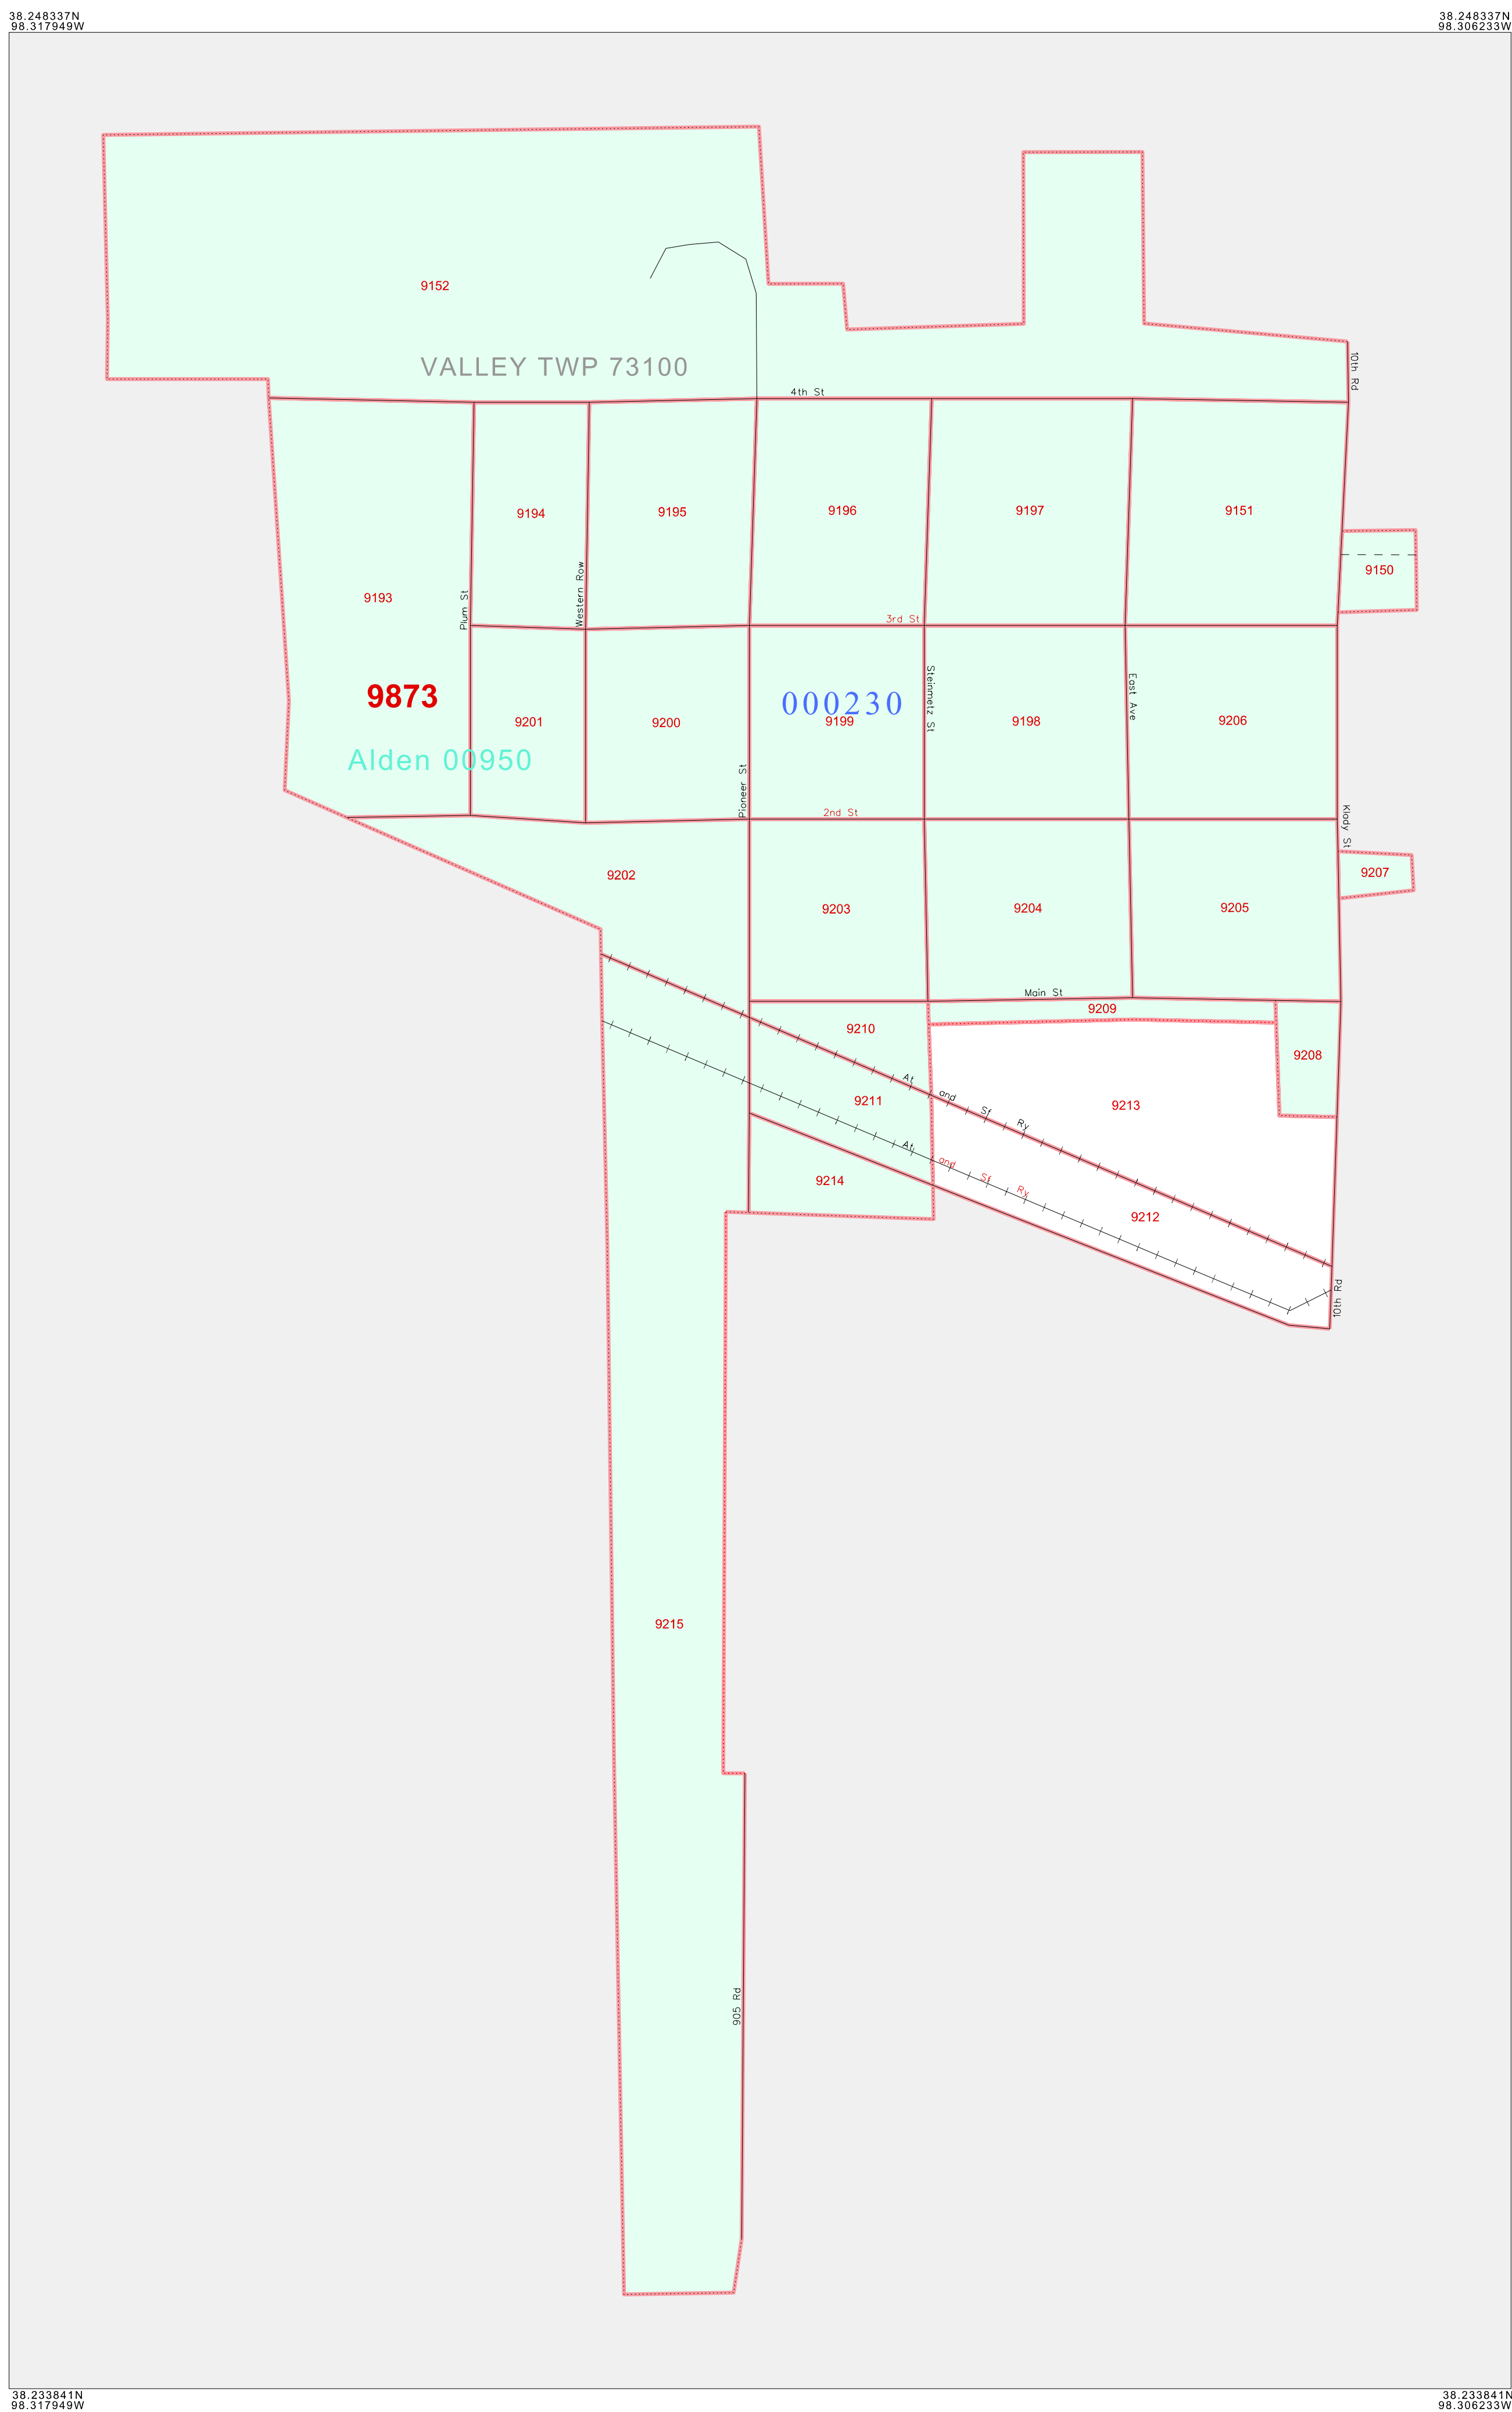 38.248337N
98.317949W
38.248337N
98.306233W
9152
VALLEY TWP 73100
10th Rd
4th St
9194
9195
9196
9197
9151
9150
9193
Plum St
Western Row
3rd St
9873
000230
Steinmetz St
East Ave
9201
9200
9199
9198
9206
Alden 00950
Pioneer St
2nd St
Klody St
9202
9207
9203
9204
9205
Main St
9209
9210
9208
At and Sf Ry
9211
9213
At and Sf Ry
9214
9212
10th Rd
9215
905 Rd
38.233841N
98.317949W
38.233841N
98.306233W